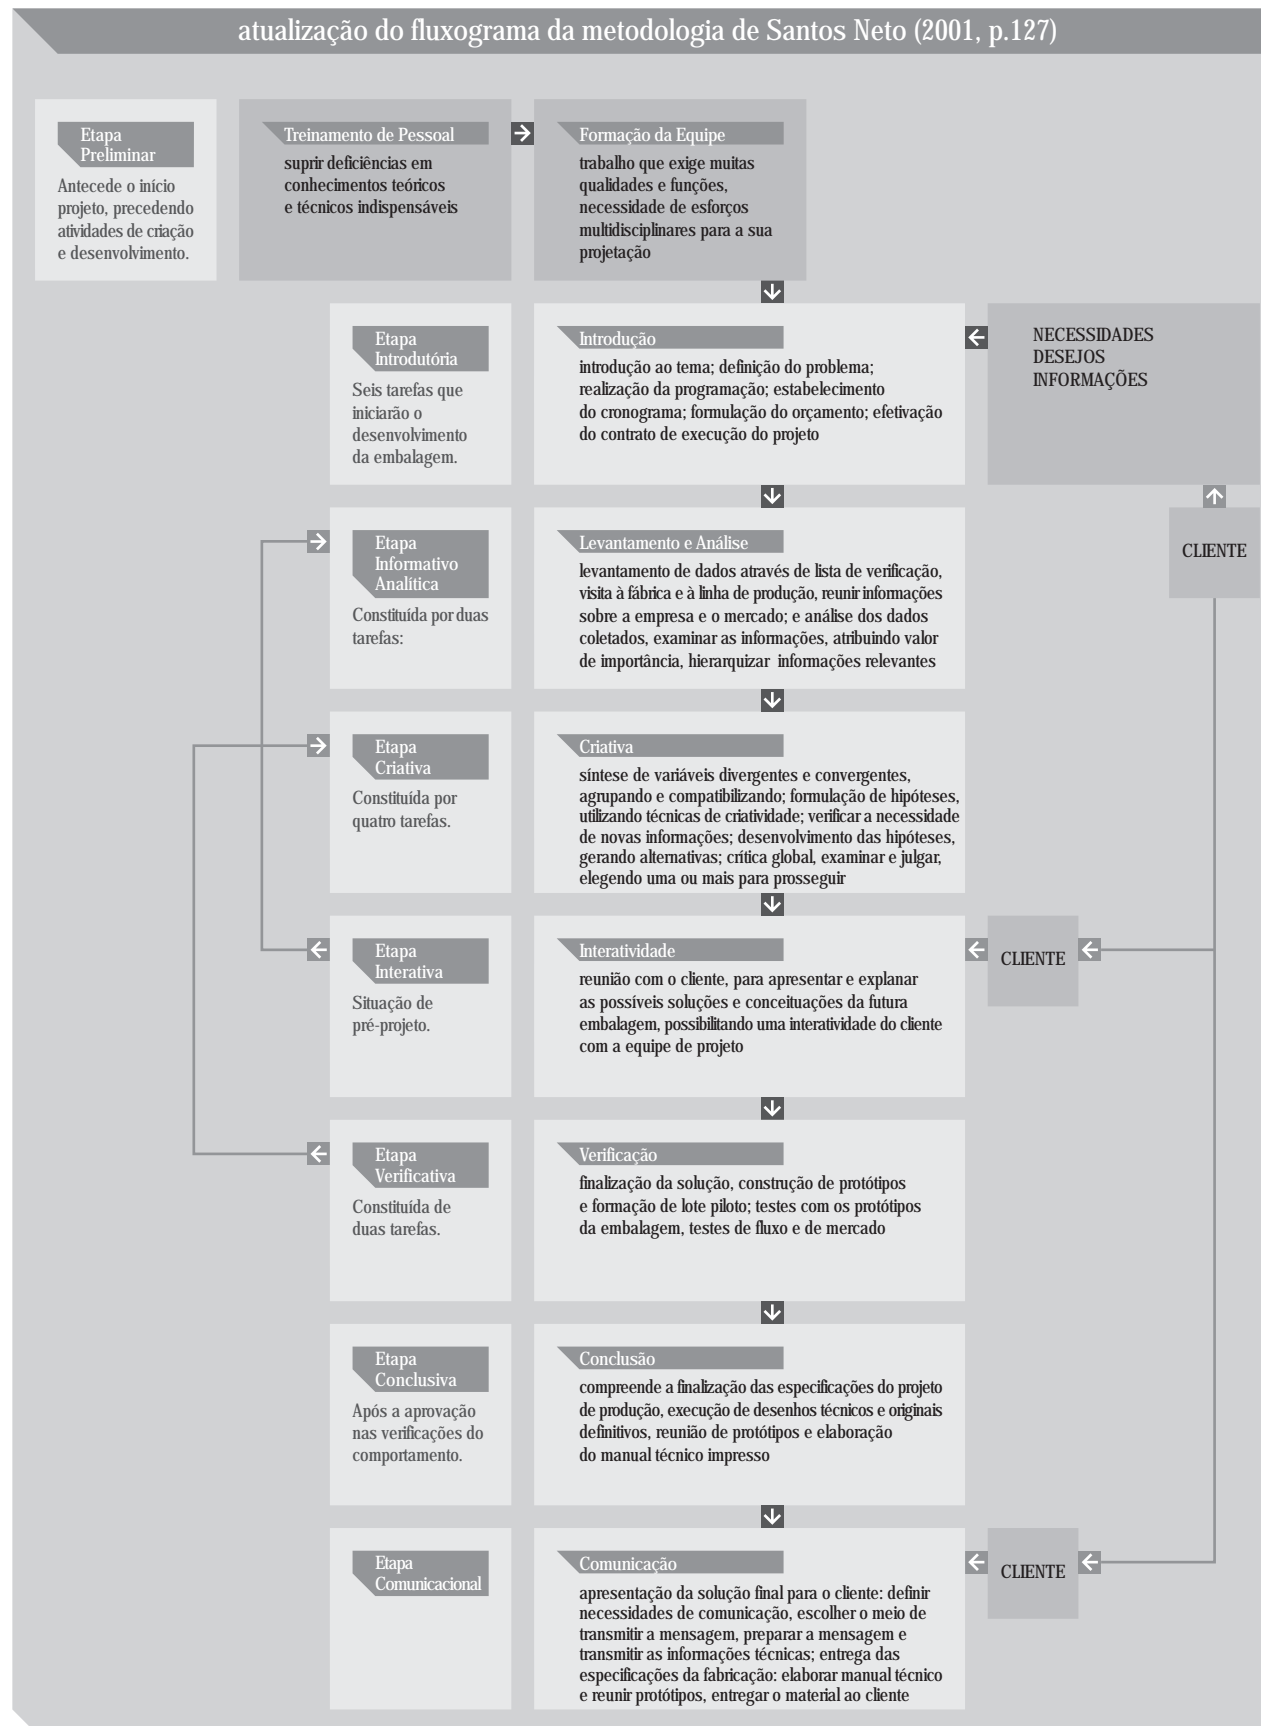 atualização do fluxograma da metodologia de Santos Neto (2001, p.127)
Etapa
Preliminar
Antecede o início
projeto, precedendo
atividades de criação
e desenvolvimento.
Treinamento de Pessoal
suprir deficiências em
conhecimentos teóricos
e técnicos indispensáveis
Formação da Equipe
trabalho que exige muitas
qualidades e funções,
necessidade de esforços
multidisciplinares para a sua
projetação
Etapa
Introdutória
Seis tarefas que
iniciarão o
desenvolvimento
da embalagem.
Introdução
introdução ao tema; definição do problema;
realização da programação; estabelecimento
do cronograma; formulação do orçamento; efetivação
do contrato de execução do projeto
NECESSIDADES
DESEJOS
INFORMAÇÕES
CLIENTE
Etapa
Informativo
Analítica
Constituída por duas
tarefas:
Levantamento e Análise
levantamento de dados através de lista de verificação,
visita à fábrica e à linha de produção, reunir informações
sobre a empresa e o mercado; e análise dos dados
coletados, examinar as informações, atribuindo valor
de importância, hierarquizar informações relevantes
Etapa
Criativa
Constituída por
quatro tarefas.
Criativa
síntese de variáveis divergentes e convergentes,
agrupando e compatibilizando; formulação de hipóteses,
utilizando técnicas de criatividade; verificar a necessidade
de novas informações; desenvolvimento das hipóteses,
gerando alternativas; crítica global, examinar e julgar,
elegendo uma ou mais para prosseguir
Etapa
Interativa
Situação de
pré-projeto.
Interatividade
reunião com o cliente, para apresentar e explanar
as possíveis soluções e conceituações da futura
embalagem, possibilitando uma interatividade do cliente
com a equipe de projeto
CLIENTE
Etapa
Verificativa
Constituída de
duas tarefas.
Verificação
finalização da solução, construção de protótipos
e formação de lote piloto; testes com os protótipos
da embalagem, testes de fluxo e de mercado
Etapa
Conclusiva
Após a aprovação
nas verificações do
comportamento.
Conclusão
compreende a finalização das especificações do projeto
de produção, execução de desenhos técnicos e originais
definitivos, reunião de protótipos e elaboração
do manual técnico impresso
Etapa
Comunicacional
Comunicação
apresentação da solução final para o cliente: definir
necessidades de comunicação, escolher o meio de
transmitir a mensagem, preparar a mensagem e
transmitir as informações técnicas; entrega das
especificações da fabricação: elaborar manual técnico
e reunir protótipos, entregar o material ao cliente
CLIENTE